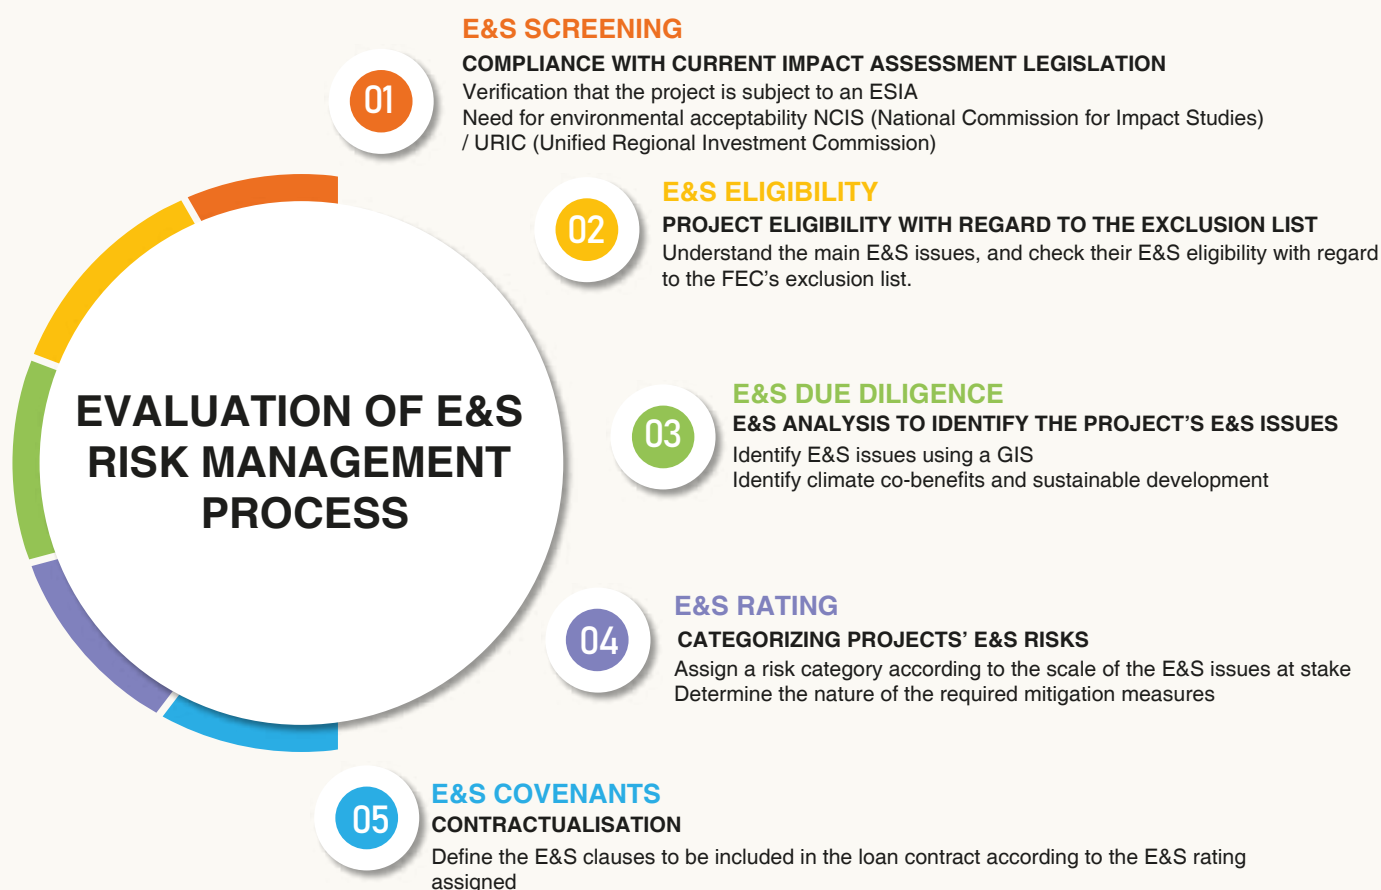 E&S SCREENING
COMPLIANCE WITH CURRENT IMPACT ASSESSMENT LEGISLATION
01
Verification that the project is subject to an ESIA
Need for environmental acceptability NCIS (National Commission for Impact Studies)
/ URIC (Unified Regional Investment Commission)
E&S ELIGIBILITY
02
PROJECT ELIGIBILITY WITH REGARD TO THE EXCLUSION LIST
Understand the main E&S issues, and check their E&S eligibility with regard
to the FEC's exclusion list.
EVALUATION OF E&S
RISK MANAGEMENT
PROCESS
E&S DUE DILIGENCE
03
E&S ANALYSIS TO IDENTIFY THE PROJECT'S E&S ISSUES
Identify E&S issues using a GIS
Identify climate co-benefits and sustainable development
E&S RATING
04
CATEGORIZING PROJECTS' E&S RISKS
Assign a risk category according to the scale of the E&S issues at stake
Determine the nature of the required mitigation measures
E&S COVENANTS
05
CONTRACTUALISATION
Define the E&S clauses to be included in the loan contract according to the E&S rating
assigned